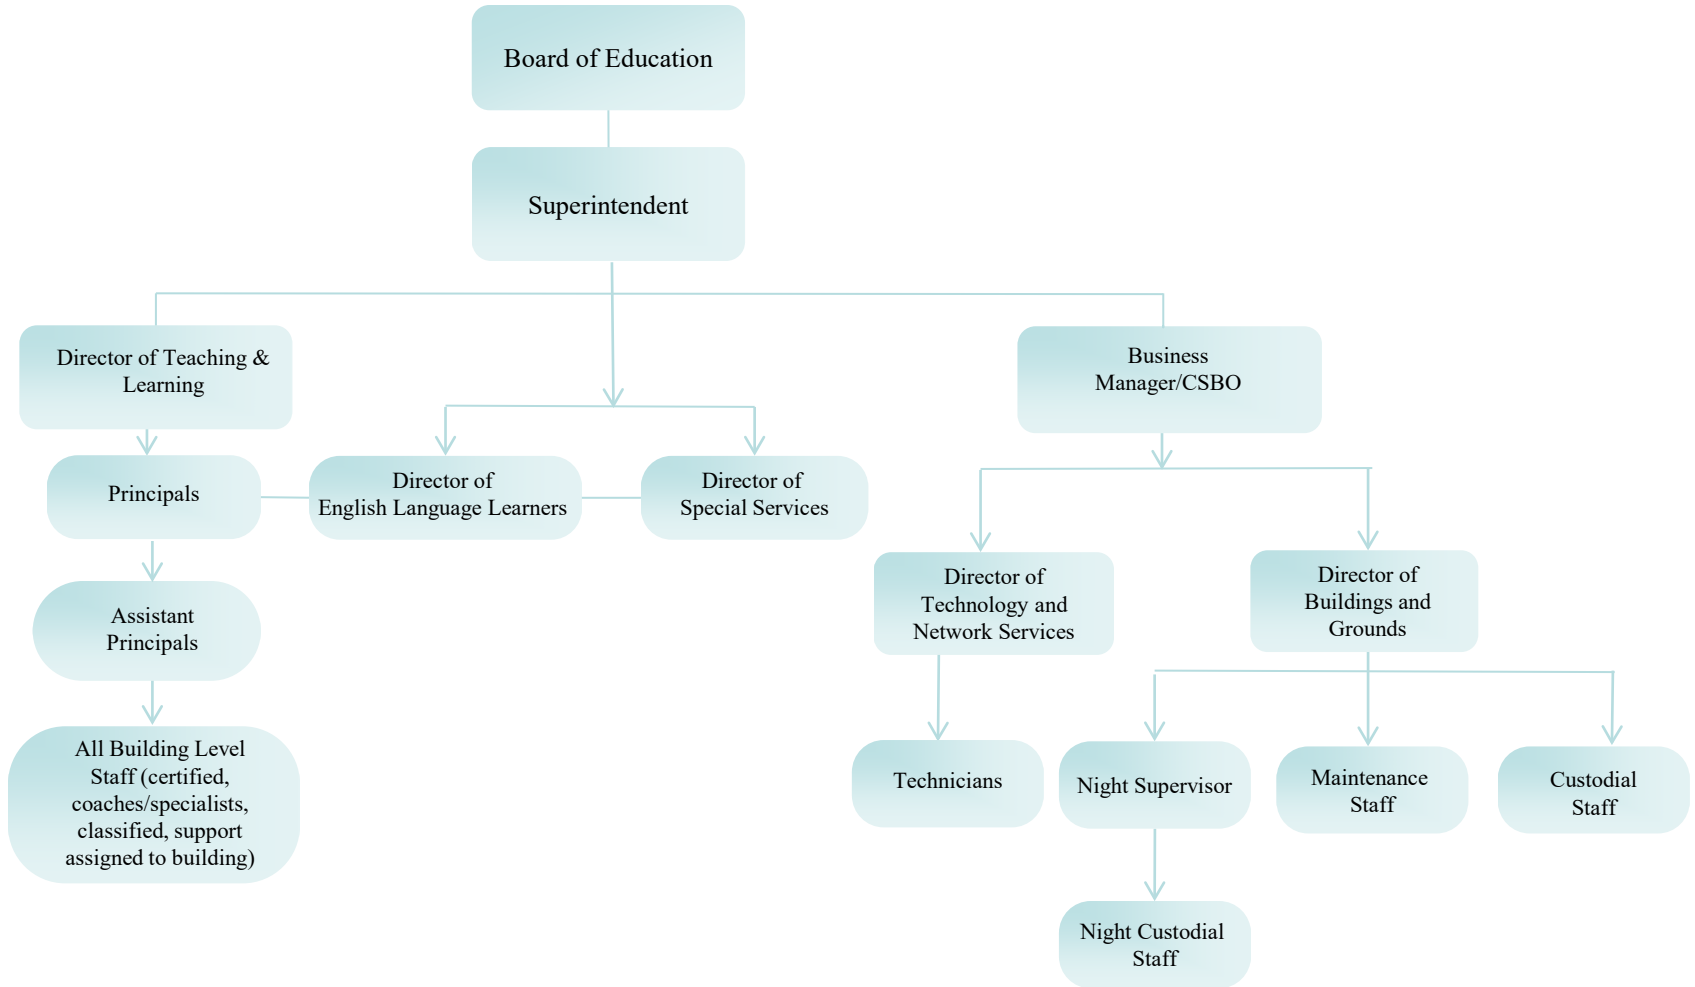 Board of Education
Superintendent
Director of Teaching &
Learning
Business
Manager/CSBO
Principals
Director of
English Language Learners
Director of
Special Services
Director of
Technology and
Network Services
Director of
Buildings and
Grounds
Assistant
Principals
All Building Level
Staff (certified,
coaches/specialists,
classified, support
assigned to building)
Technicians
Night Supervisor
Maintenance
Staff
Custodial
Staff
Night Custodial
Staff